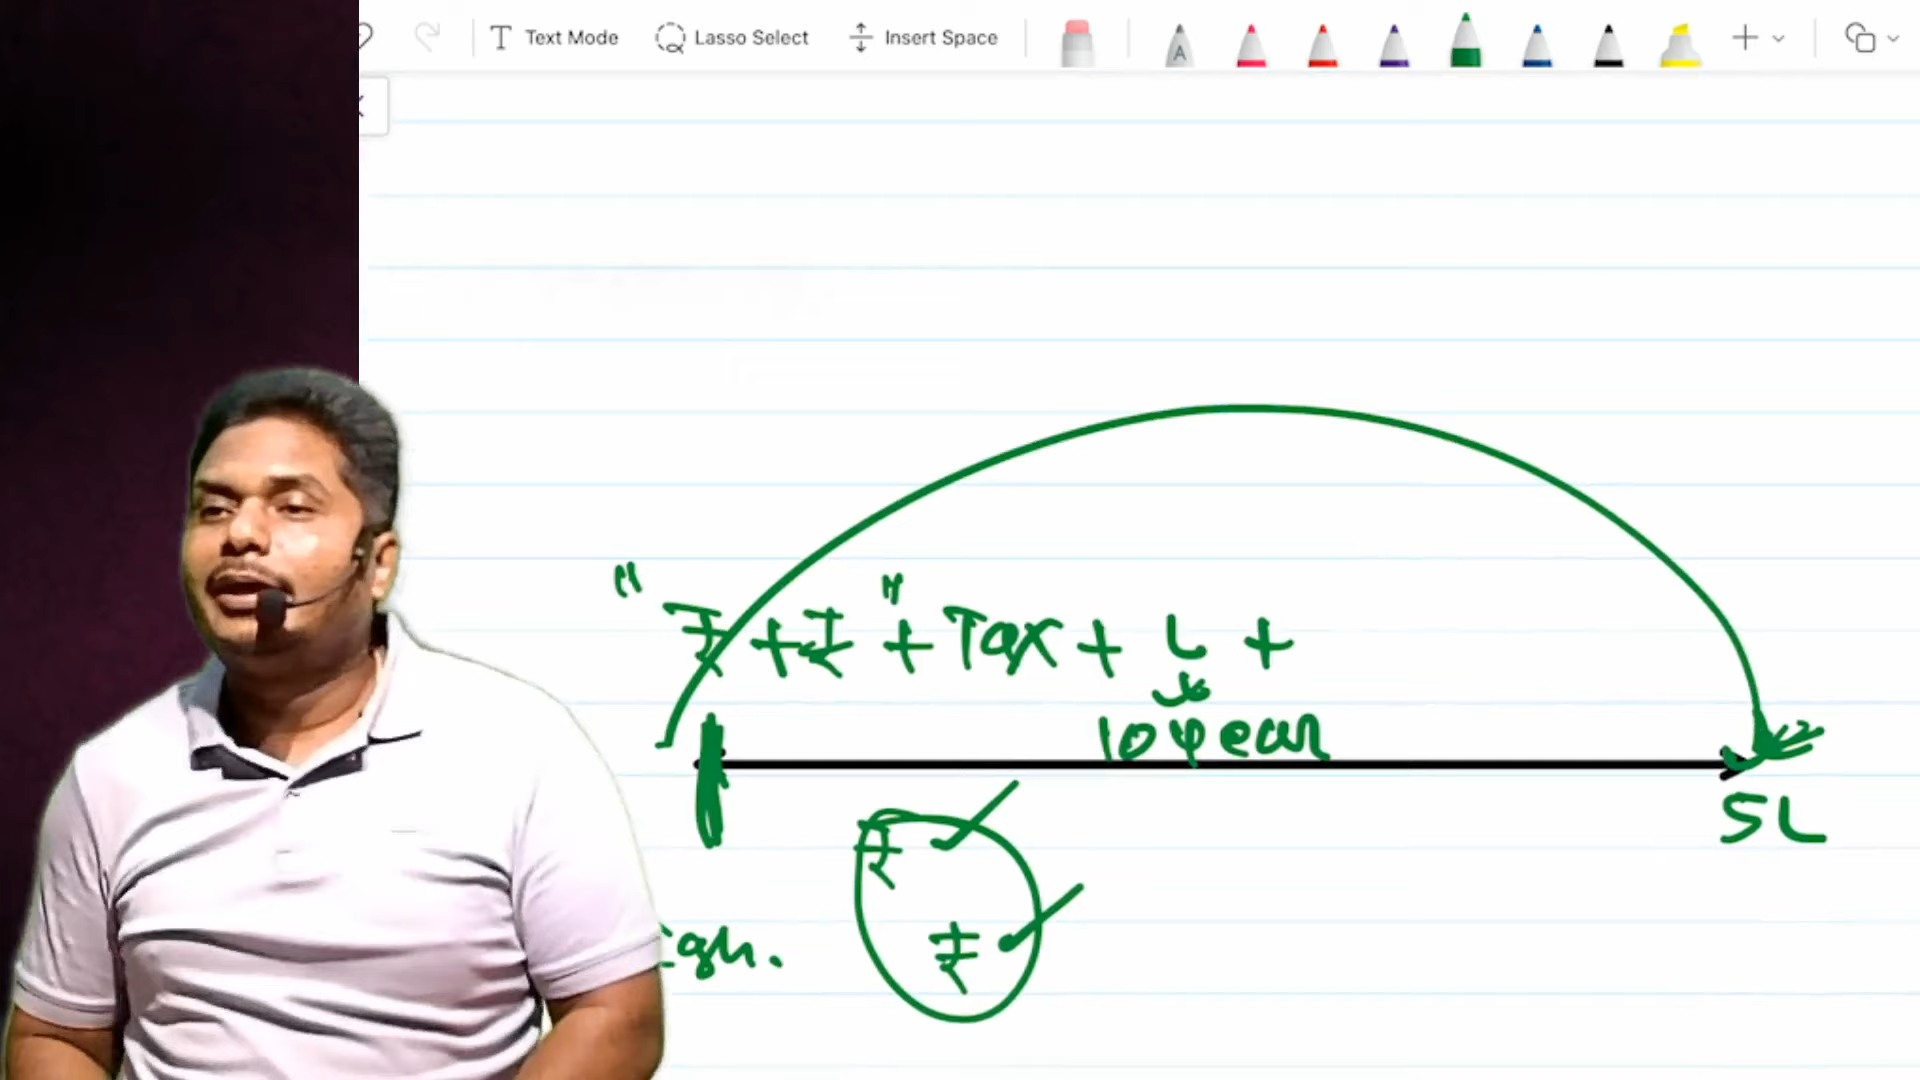 Text Mode Lasso Select Insert Space
A
" ₹ + ₹ " + Tax + L +
10 year
5L
₹
₹